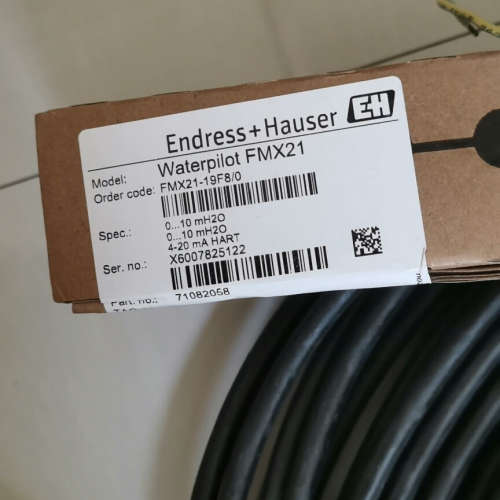 Endress+Hauser EH
Model: Waterpilot FMX21
Order code: FMX21-19F8/0
Spec.: 0...10 mH2O
0...10 mH2O
4-20 mA HART
Ser. no.: X6007825122
Part. no.: 71082058